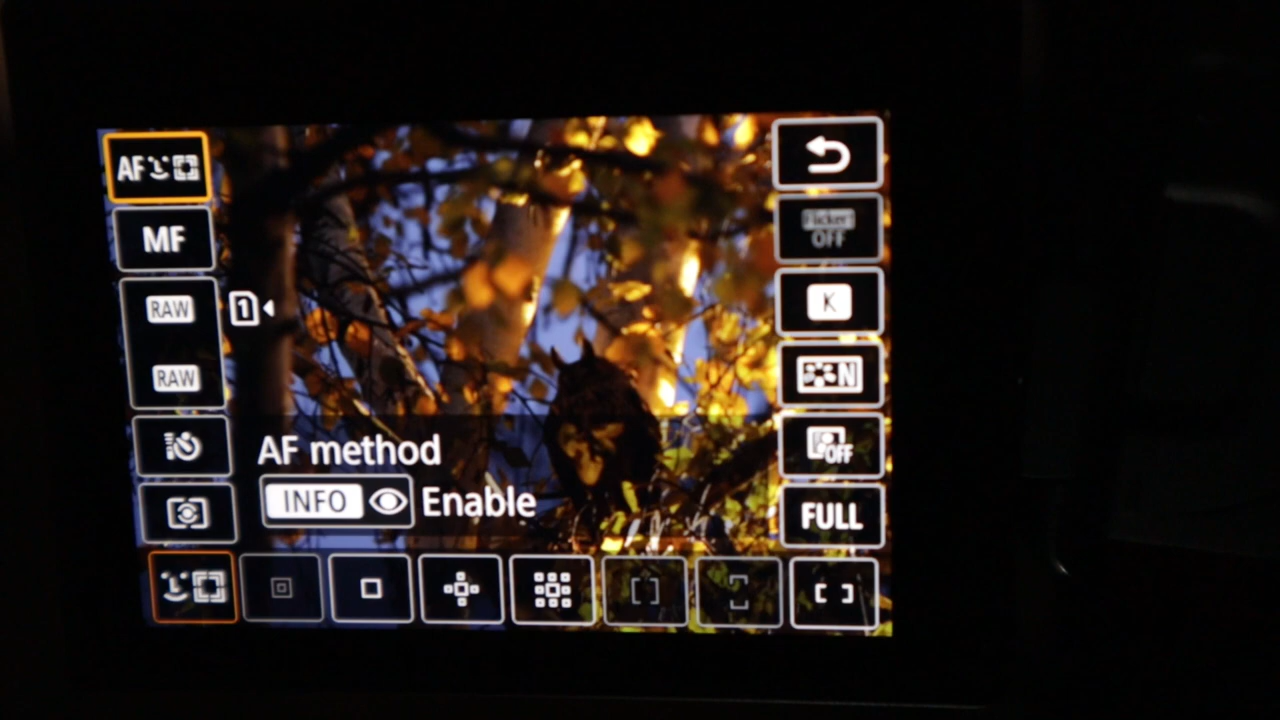 AF
MF
RAW
1
RAW
AF method
INFO Enable
Flicker!
OFF
K
N
OFF
FULL